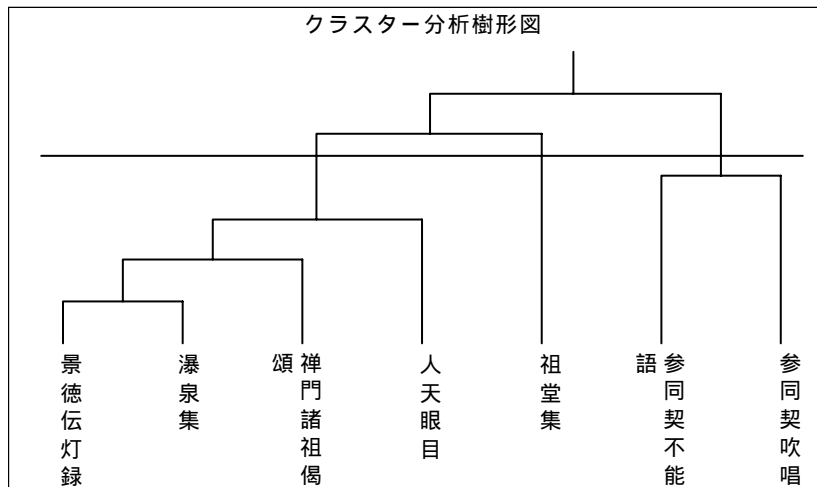 クラスター分析樹形図
景徳伝灯録
瀑泉集
禅門諸祖偈
頌
人天眼目
祖堂集
参同契不能
語
参同契吹唱